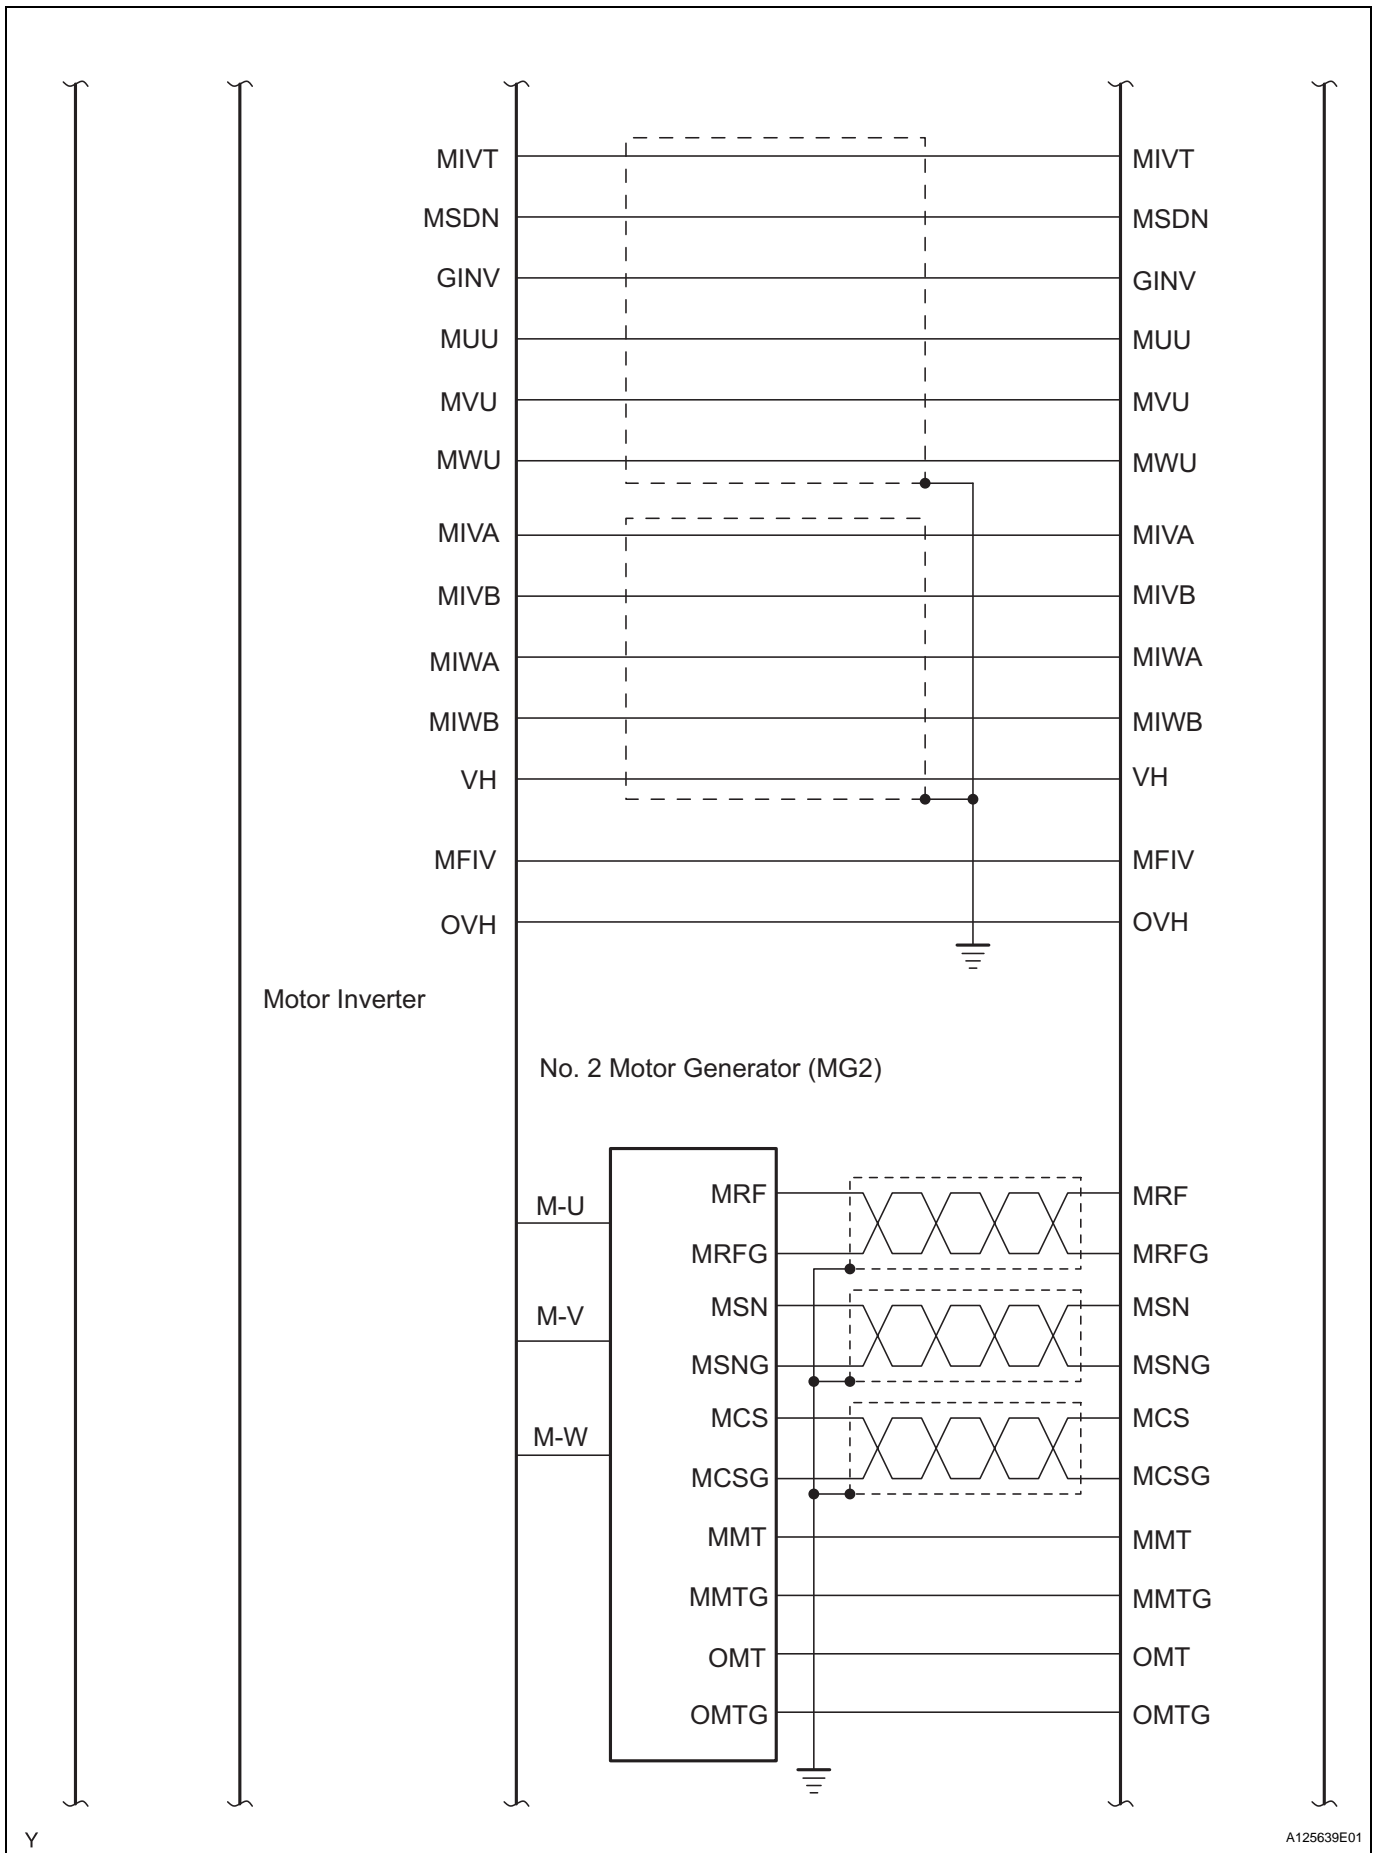 MIVT MIVT
MSDN MSDN
GINV GINV
MUU MUU
MVU MVU
MWU MWU
MIVA MIVA
MIVB MIVB
MIWA MIWA
MIWB MIWB
VH VH
MFIV MFIV
OVH OVH
Motor Inverter
No. 2 Motor Generator (MG2)
M-U MRF MRF
MRFG MRFG
M-V MSN MSN
MSNG MSNG
M-W MCS MCS
MCSG MCSG
MMT MMT
MMTG MMTG
OMT OMT
OMTG OMTG
Y A125639E01